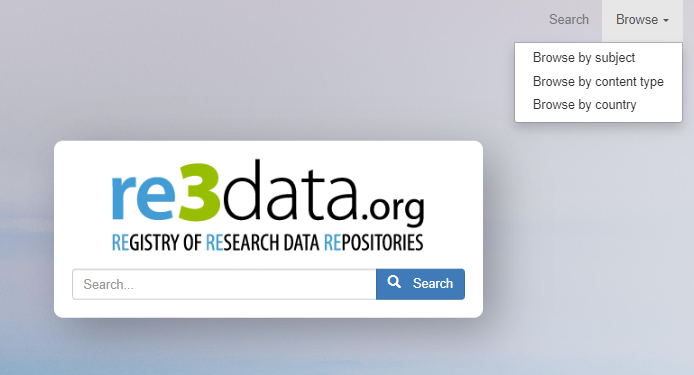 Search Browse
Browse by subject
Browse by content type
Browse by country
re3data.org
REGISTRY OF RESEARCH DATA REPOSITORIES
Search... Search